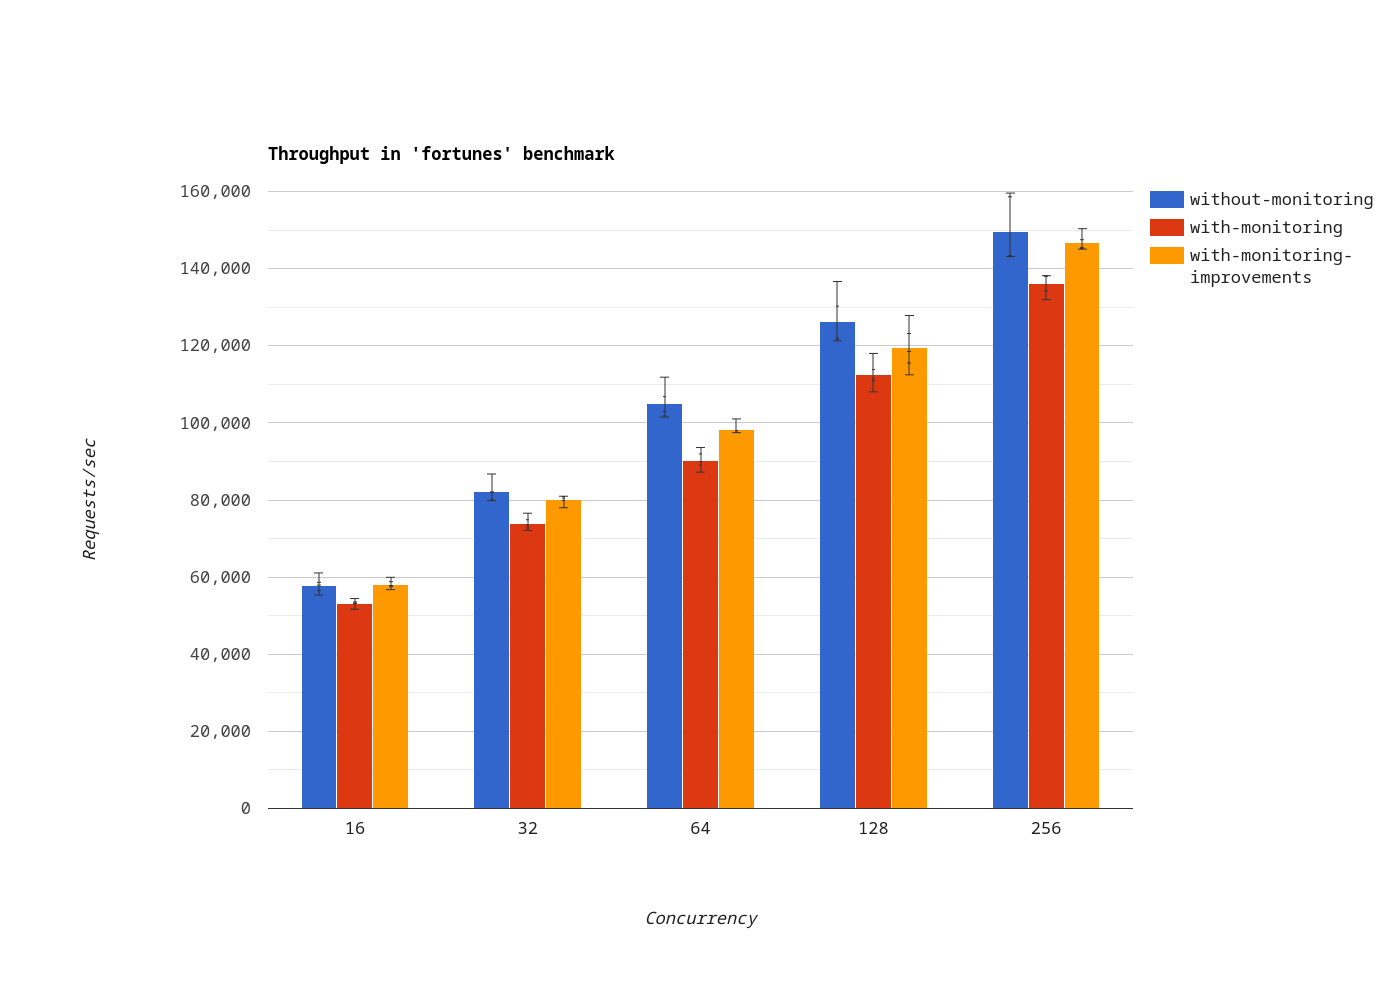 Throughput in 'fortunes' benchmark
160,000
140,000
120,000
100,000
80,000
60,000
40,000
20,000
0
Requests/sec
16
32
64
128
256
Concurrency
without-monitoring
with-monitoring
with-monitoring-
improvements